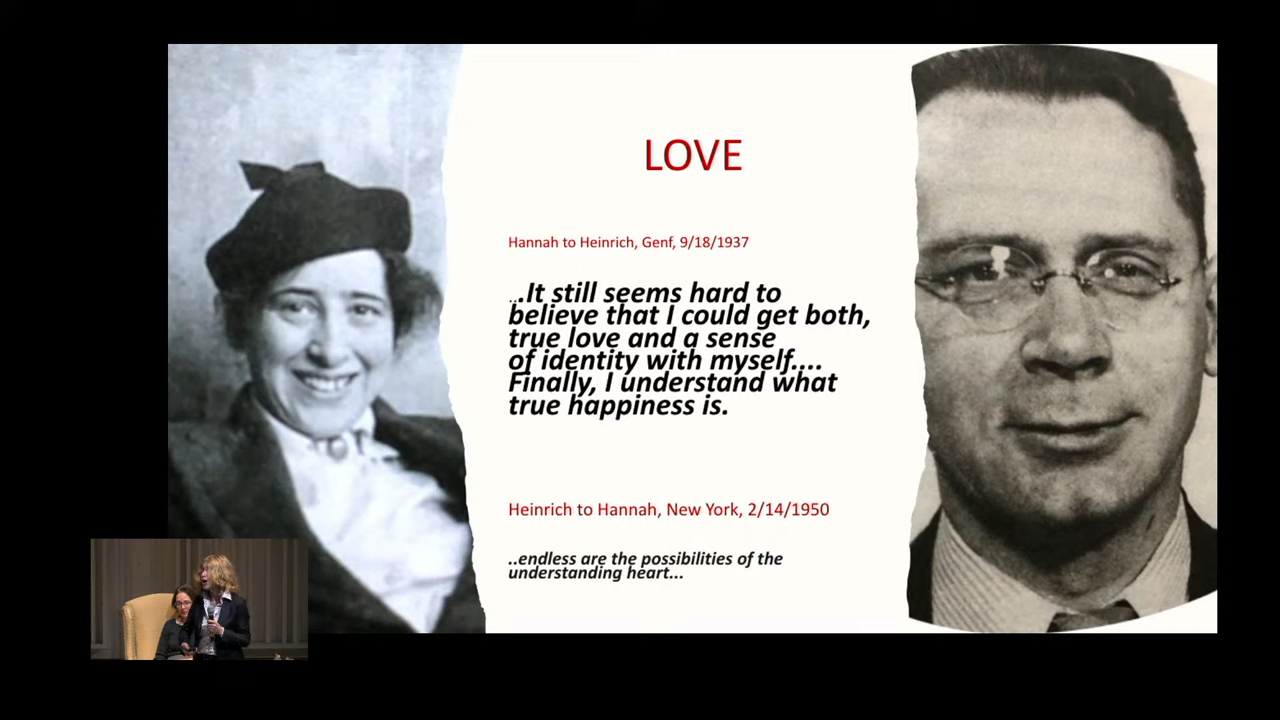 LOVE
Hannah to Heinrich, Genf, 9/18/1937
...It still seems hard to
believe that I could get both,
true love and a sense
of identity with myself....
Finally, I understand what
true happiness is.
Heinrich to Hannah, New York, 2/14/1950
..endless are the possibilities of the
understanding heart...